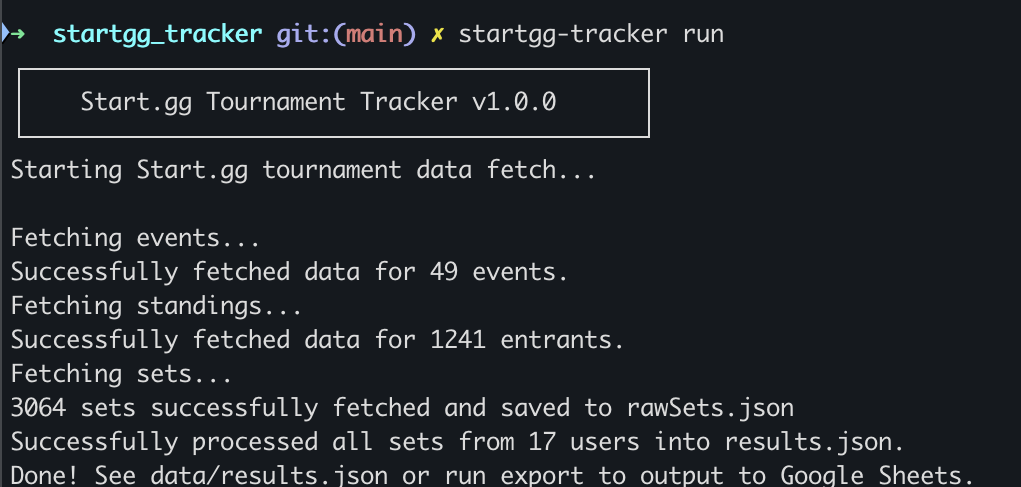 ➜ startgg_tracker git:(main) ✗ startgg-tracker run
Start.gg Tournament Tracker v1.0.0
Starting Start.gg tournament data fetch...
Fetching events...
Successfully fetched data for 49 events.
Fetching standings...
Successfully fetched data for 1241 entrants.
Fetching sets...
3064 sets successfully fetched and saved to rawSets.json
Successfully processed all sets from 17 users into results.json.
Done! See data/results.json or run export to output to Google Sheets.